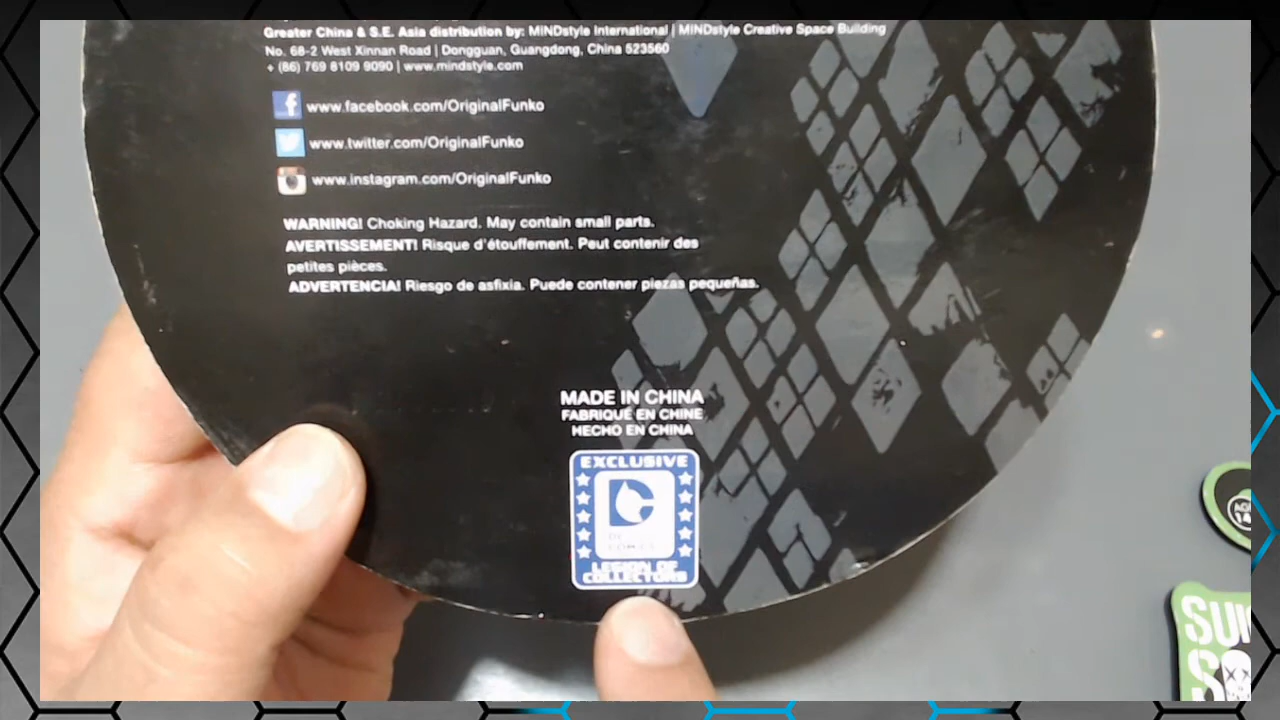 Greater China & S.E. Asia distribution by: MINDstyle International | MINDstyle Creative Space Building
No. 68-2 West Xinnan Road | Dongguan, Guangdong, China 523560
+ (86) 769 8109 9090 | www.mindstyle.com
f www.facebook.com/OriginalFunko
www.twitter.com/OriginalFunko
www.instagram.com/OriginalFunko
WARNING! Choking Hazard. May contain small parts.
AVERTISSEMENT! Risque d'étouffement. Peut contenir des
petites pièces.
ADVERTENCIA! Riesgo de asfixia. Puede contener piezas pequeñas.
MADE IN CHINA
FABRIQUÉ EN CHINE
HECHO EN CHINA
EXCLUSIVE
DC
LEGION OF
COLLECTORS